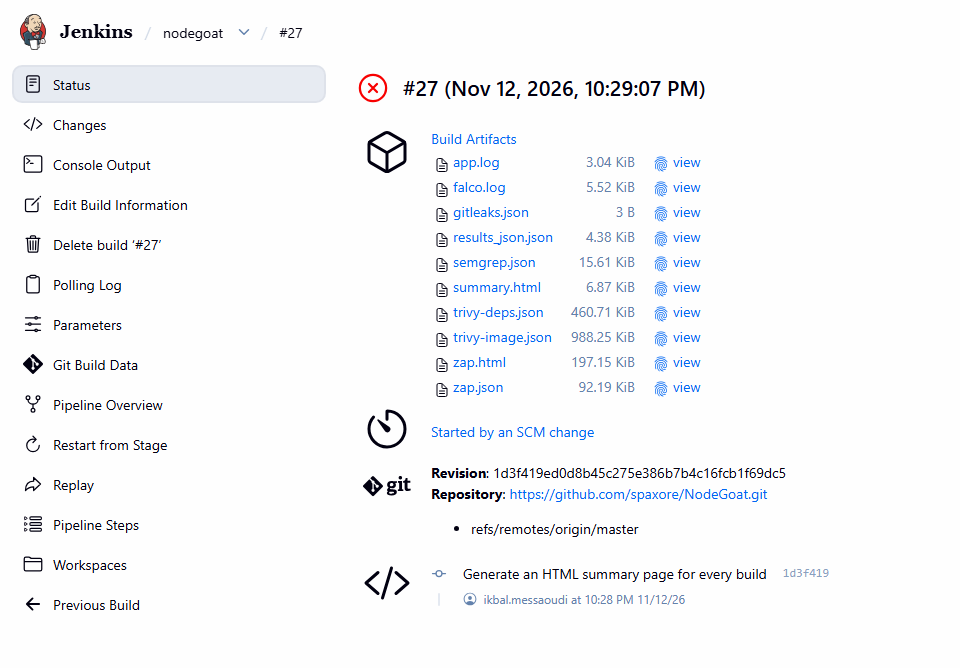 Jenkins / nodegoat / #27
Status
Changes
Console Output
Edit Build Information
Delete build ‘#27’
Polling Log
Parameters
Git Build Data
Pipeline Overview
Restart from Stage
Replay
Pipeline Steps
Workspaces
Previous Build
#27 (Nov 12, 2026, 10:29:07 PM)
Build Artifacts
app.log 3.04 KiB view
falco.log 5.52 KiB view
gitleaks.json 3 B view
results_json.json 4.38 KiB view
semgrep.json 15.61 KiB view
summary.html 6.87 KiB view
trivy-deps.json 460.71 KiB view
trivy-image.json 988.25 KiB view
zap.html 197.15 KiB view
zap.json 92.19 KiB view
Started by an SCM change
git
Revision: 1d3f419ed0d8b45c275e386b7b4c16fcb1f69dc5
Repository: https://github.com/spaxore/NodeGoat.git
• refs/remotes/origin/master
Generate an HTML summary page for every build 1d3f419
ikbal.messaoudi at 10:28 PM 11/12/26